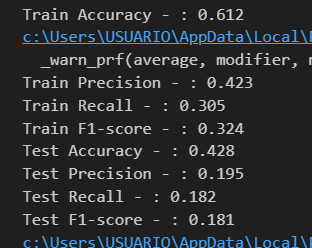 Train Accuracy - : 0.612
c:\Users\USUARIO\AppData\Local\
_warn_prf(average, modifier,
Train Precision - : 0.423
Train Recall - : 0.305
Train F1-score - : 0.324
Test Accuracy - : 0.428
Test Precision - : 0.195
Test Recall - : 0.182
Test F1-score - : 0.181
c:\Users\USUARIO\AppData\Local\